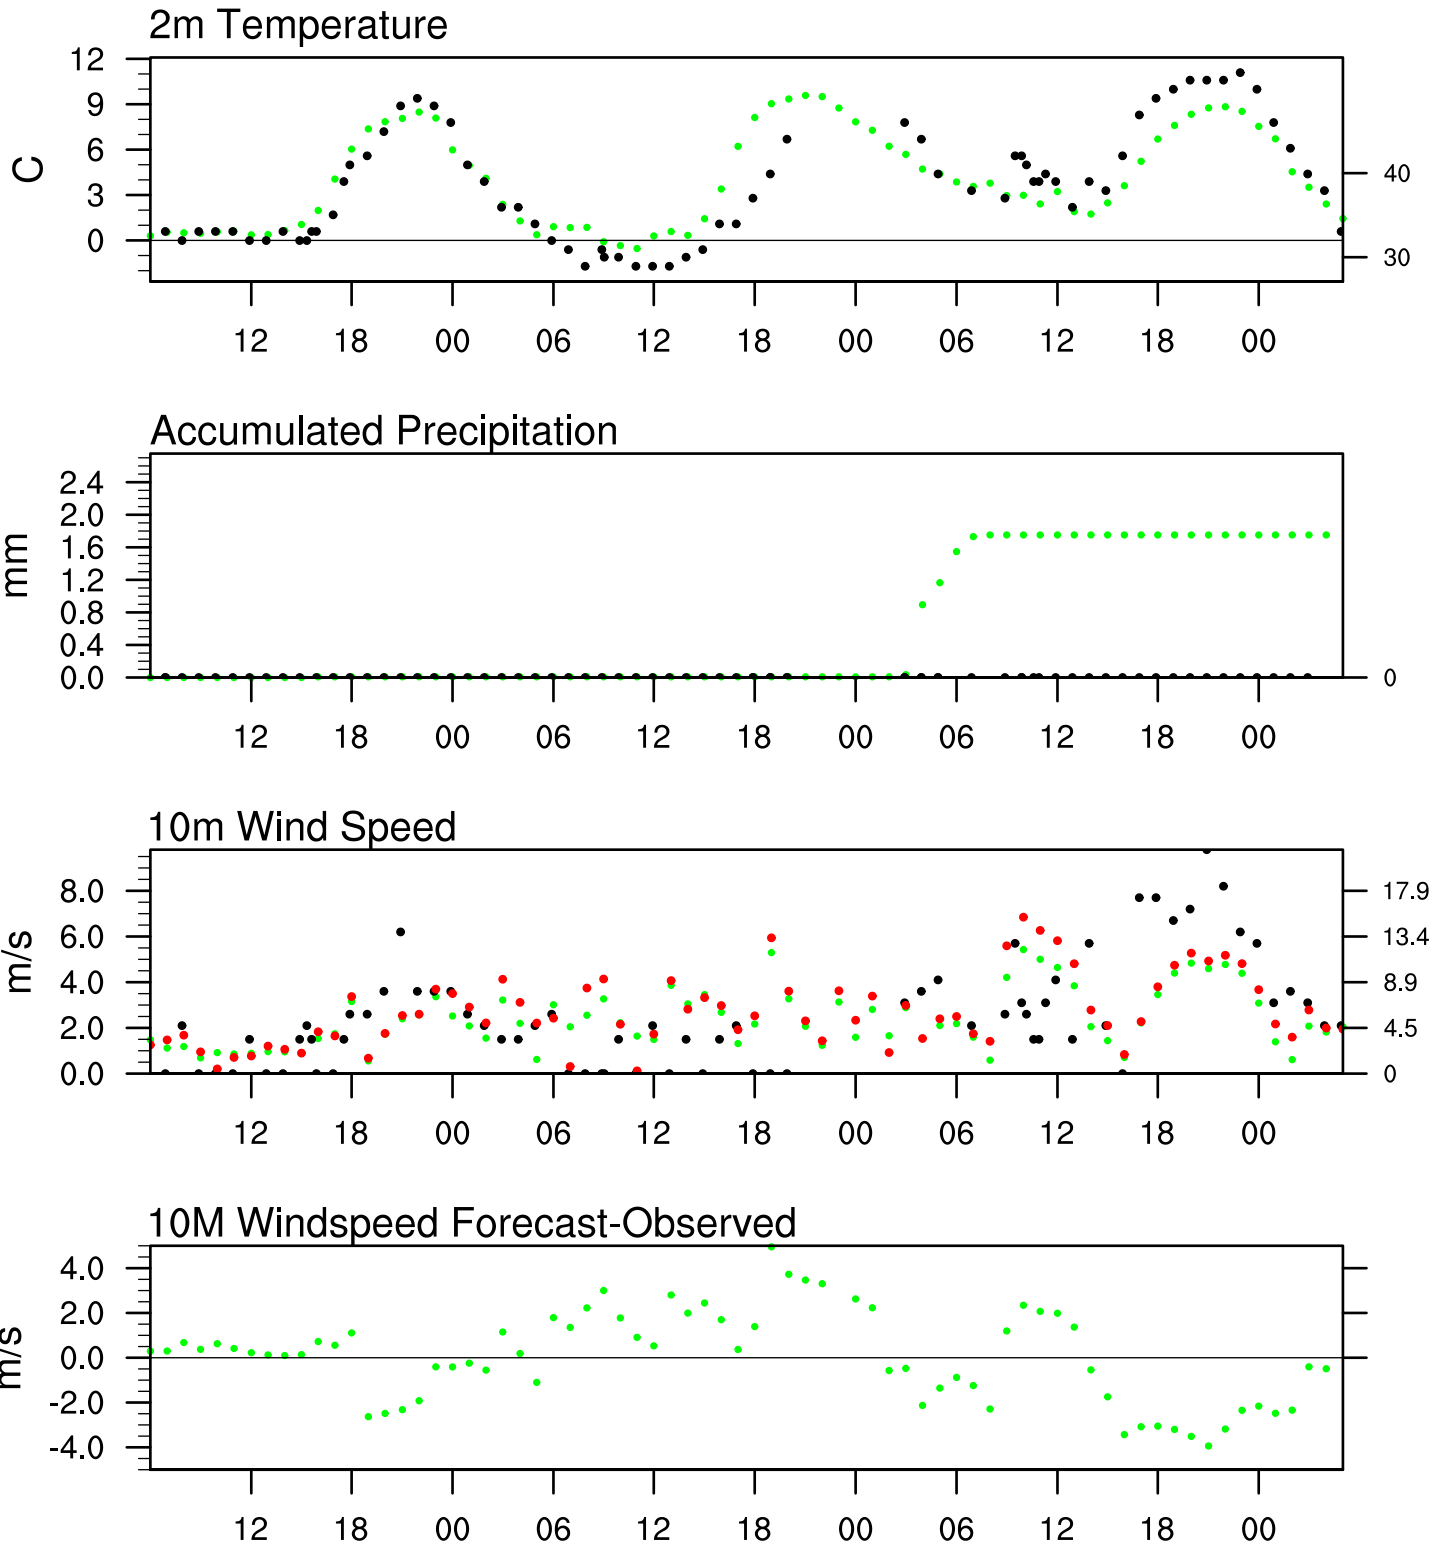 2m Temperature
12
9
6
3
0
C
40
30
12 18 00 06 12 18 00 06 12 18 00
Accumulated Precipitation
2.4
2.0
1.6
1.2
0.8
0.4
0.0
mm
0
12 18 00 06 12 18 00 06 12 18 00
10m Wind Speed
8.0
6.0
4.0
2.0
0.0
m/s
17.9
13.4
8.9
4.5
0
12 18 00 06 12 18 00 06 12 18 00
10M Windspeed Forecast-Observed
4.0
2.0
0.0
-2.0
-4.0
m/s
12 18 00 06 12 18 00 06 12 18 00